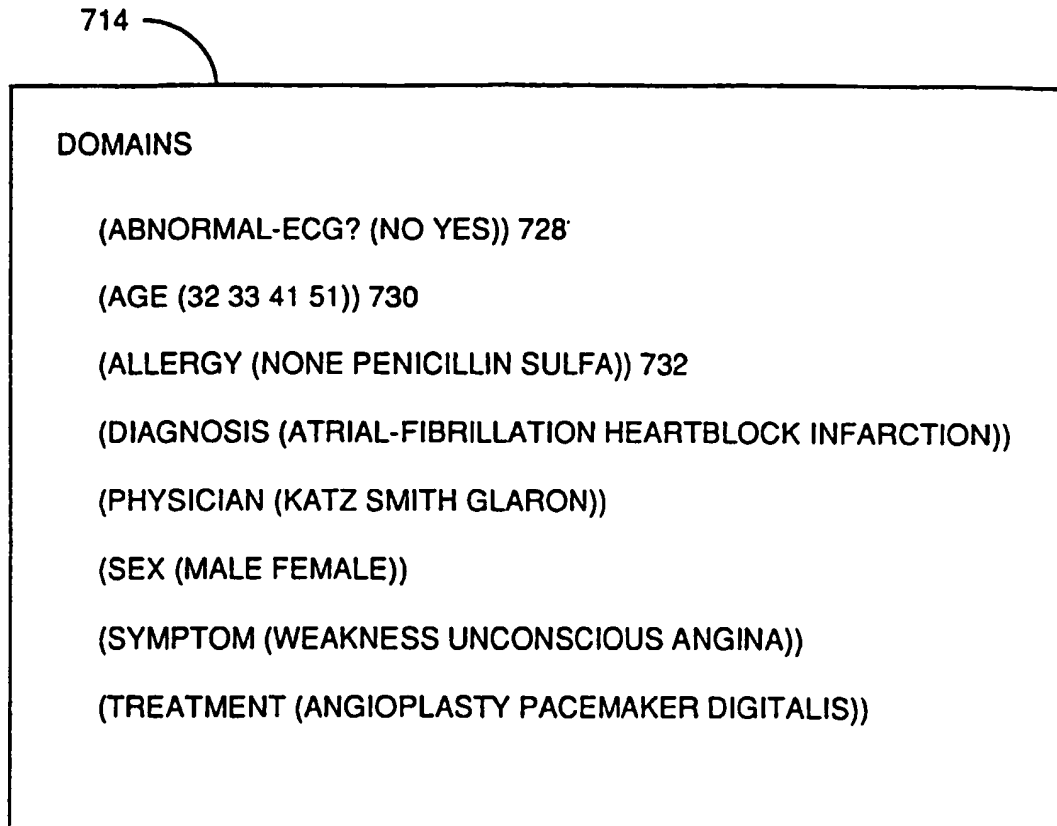 714
DOMAINS
(ABNORMAL-ECG? (NO YES)) 728
(AGE (32 33 41 51)) 730
(ALLERGY (NONE PENICILLIN SULFA)) 732
(DIAGNOSIS (ATRIAL-FIBRILLATION HEARTBLOCK INFARCTION))
(PHYSICIAN (KATZ SMITH GLARON))
(SEX (MALE FEMALE))
(SYMPTOM (WEAKNESS UNCONSCIOUS ANGINA))
(TREATMENT (ANGIOPLASTY PACEMAKER DIGITALIS))